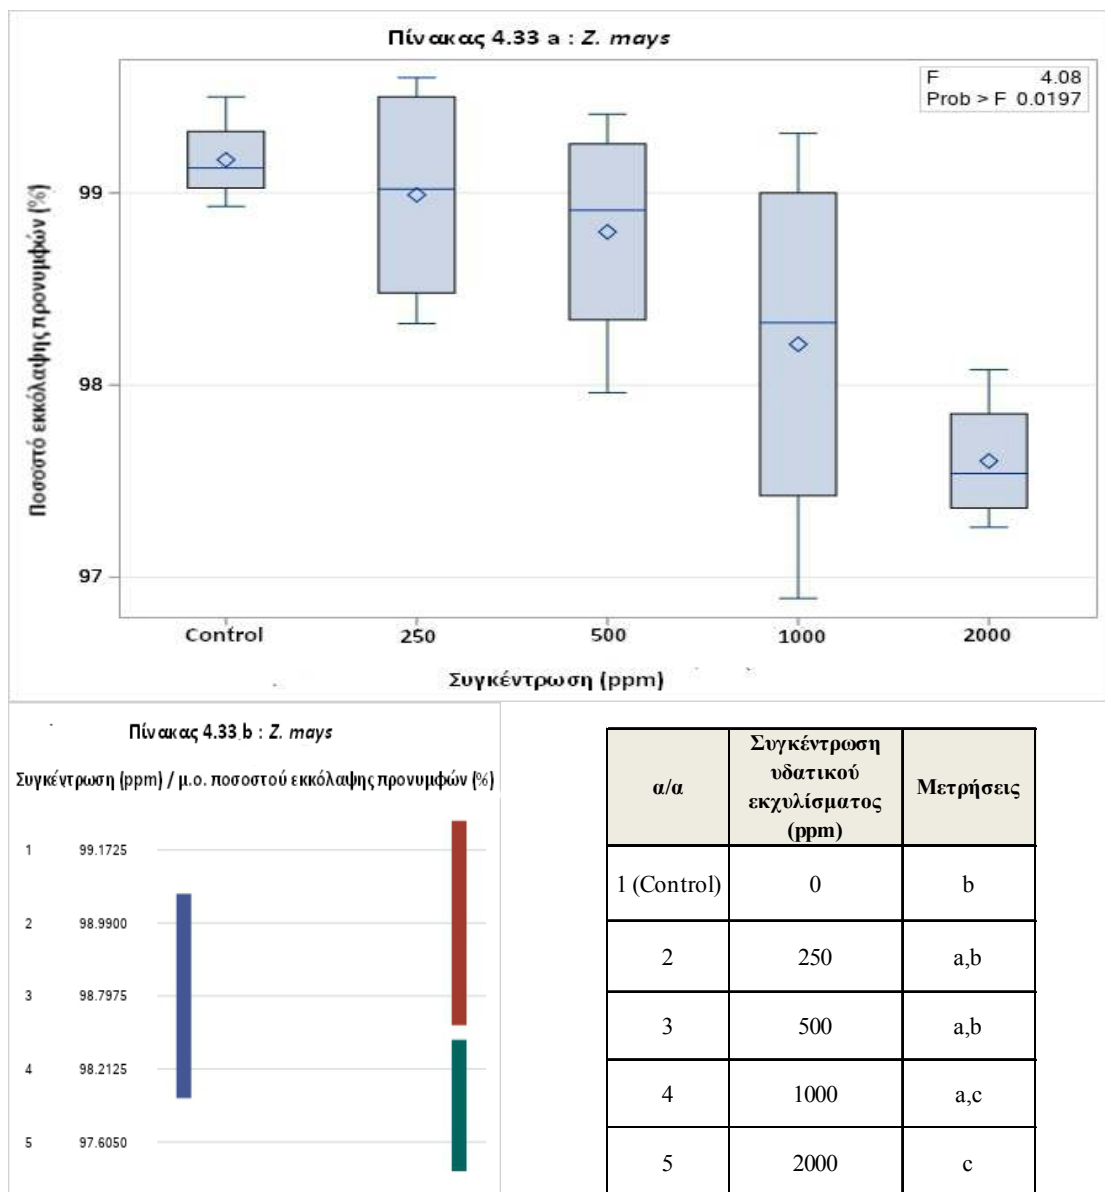 Πίνακας 4.33 a : Z. mays
F 4.08
Prob > F 0.0197
Ποσοστό εκκόλαψης προνυμφών (%)
99
98
97
Control 250 500 1000 2000
Συγκέντρωση (ppm)
Πίνακας 4.33 b : Z. mays
Συγκέντρωση (ppm) / μ.ο. ποσοστού εκκόλαψης προνυμφών (%)
1 99.1725
2 98.9900
3 98.7975
4 98.2125
5 97.6050
α/α Συγκέντρωση υδατικού εκχυλίσματος (ppm) Μετρήσεις
1 (Control) 0 b
2 250 a,b
3 500 a,b
4 1000 a,c
5 2000 c